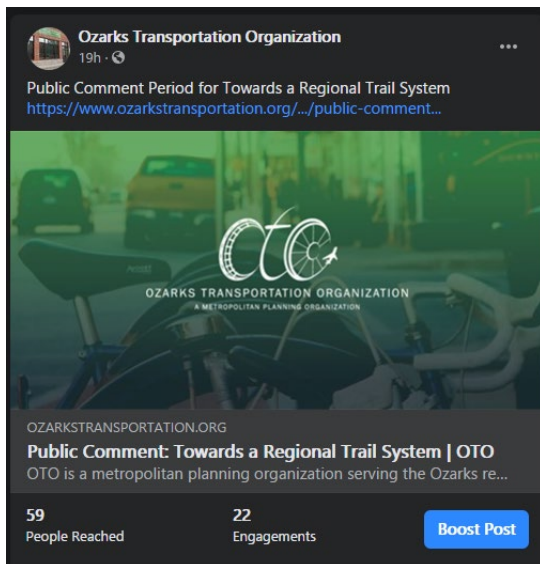 Ozarks Transportation Organization
19h ·
Public Comment Period for Towards a Regional Trail System
https://www.ozarkstransportation.org/.../public-comment...
oto
OZARKS TRANSPORTATION ORGANIZATION
A METROPOLITAN PLANNING ORGANIZATION
OZARKSTRANSPORTATION.ORG
Public Comment: Towards a Regional Trail System | OTO
OTO is a metropolitan planning organization serving the Ozarks re...
59 22
People Reached Engagements Boost Post